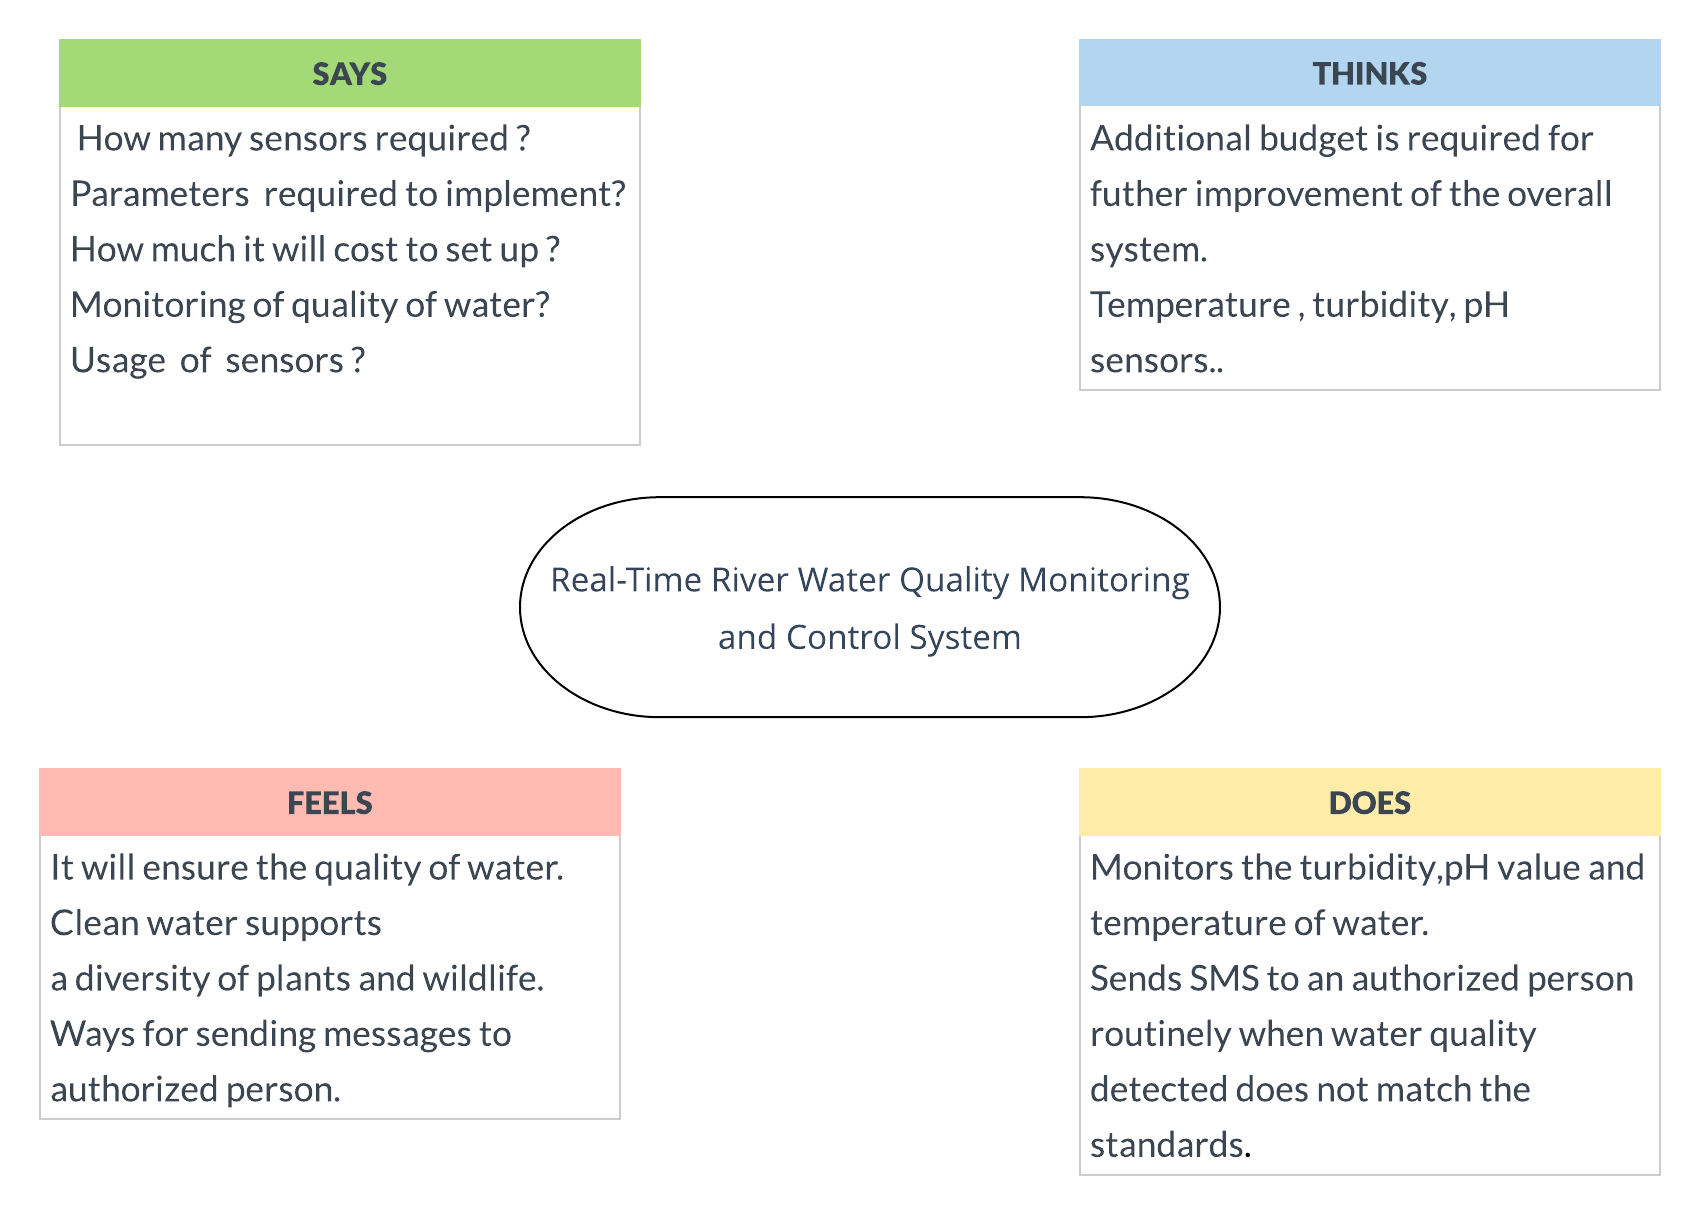 SAYS
How many sensors required ?
Parameters  required to implement?
How much it will cost to set up ?
Monitoring of quality of water?
Usage  of  sensors ?
THINKS
Additional budget is required for
futher improvement of the overall
system.
Temperature , turbidity, pH
sensors..
Real-Time River Water Quality Monitoring
and Control System
FEELS
It will ensure the quality of water.
Clean water supports
a diversity of plants and wildlife.
Ways for sending messages to
authorized person.
DOES
Monitors the turbidity,pH value and
temperature of water.
Sends SMS to an authorized person
routinely when water quality
detected does not match the
standards.